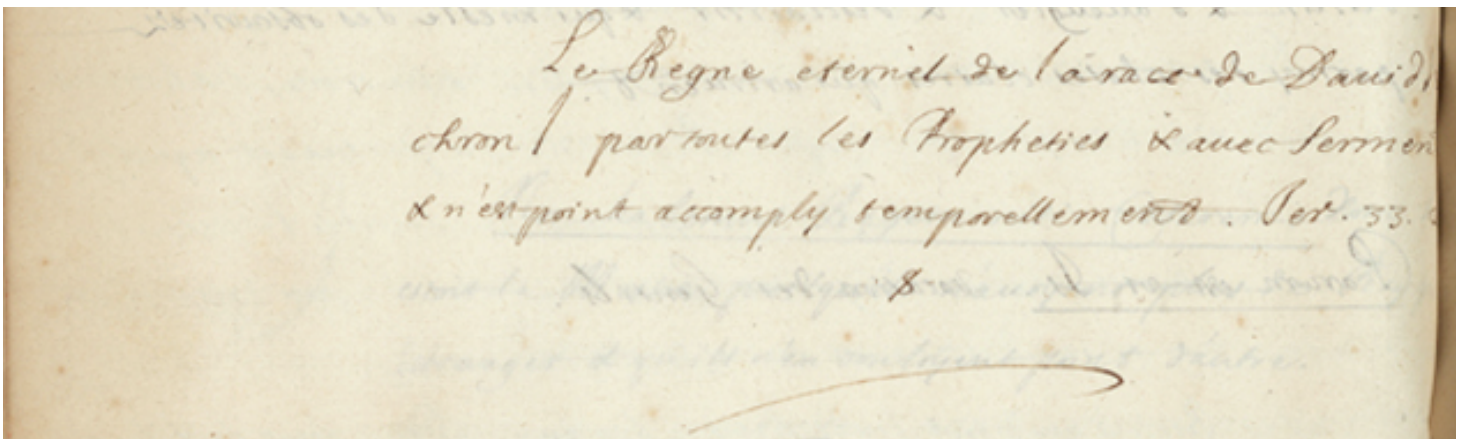 Le Regne eternel de la race de Dauid
chron / par toutes les Propheties & auec sermen
& n'est point accomply temporellement. Jer. 33.